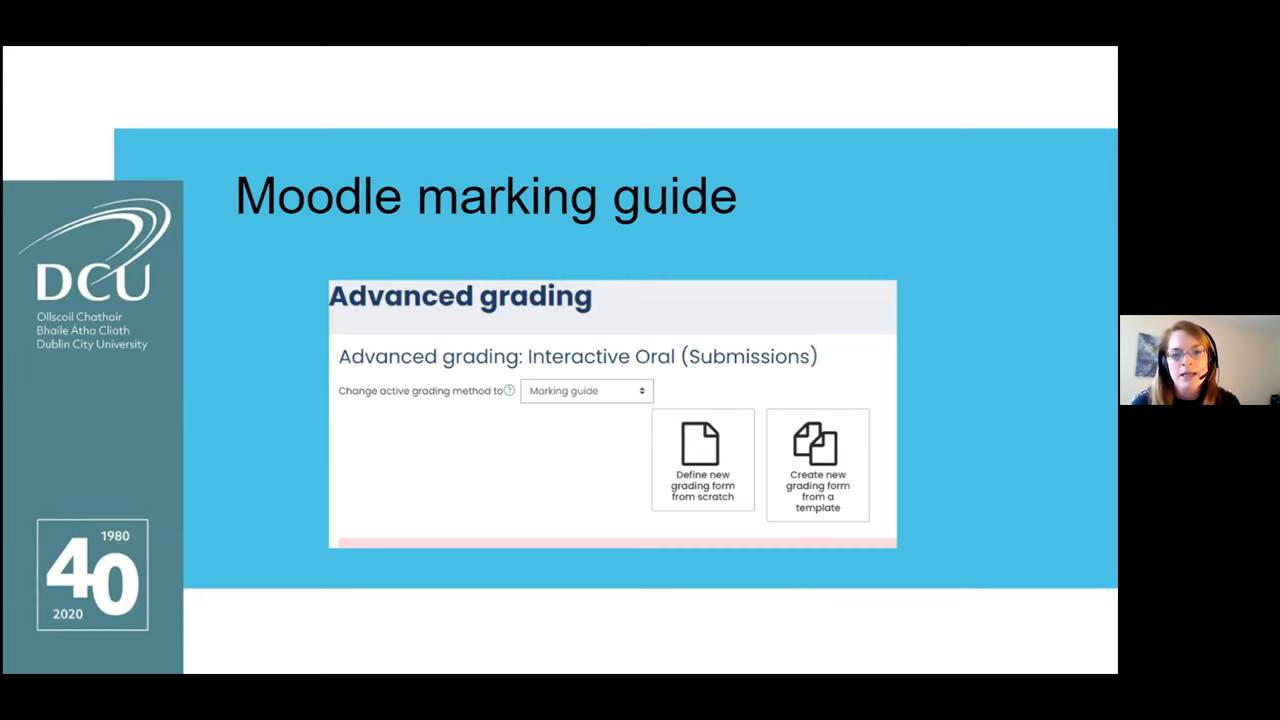 Moodle marking guide
DCU
Ollscoil Chathair
Bhaile Átha Cliath
Dublin City University
1980
40
2020
Advanced grading
Advanced grading: Interactive Oral (Submissions)
Change active grading method to ? Marking guide
Define new
grading form
from scratch
Create new
grading form
from a
template